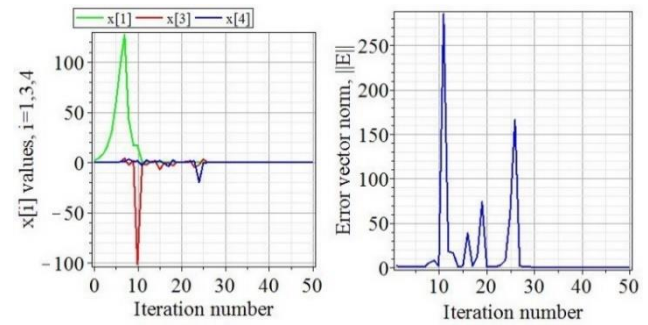 x[1] x[3] x[4]
x[i] values, i=1,3,4
100
50
0
−50
−100
0 10 20 30 40 50
Iteration number
Error vector norm, ||E||
250
200
150
100
50
0
10 20 30 40 50
Iteration number